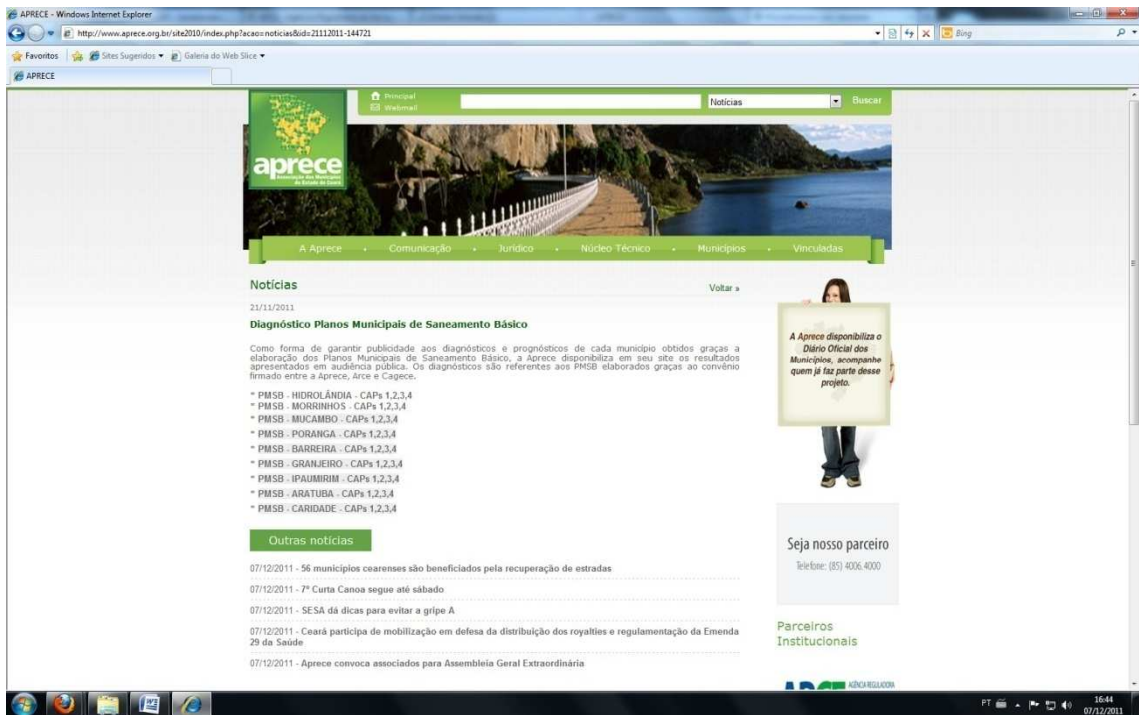 APRECE - Windows Internet Explorer
http://www.aprece.org.br/site2010/index.php?acao=noticias&id=21112011-144721
Bing
Favoritos Sites Sugeridos Galeria do Web Slice
APRECE
Principal
Webmail
Notícias
Buscar
aprece
Associação dos Municípios
do Estado do Ceará
A Aprece • Comunicação • Jurídico • Núcleo Técnico • Municípios • Vinculadas
Notícias
Voltar »
21/11/2011
Diagnóstico Planos Municipais de Saneamento Básico
Como forma de garantir publicidade aos diagnósticos e prognósticos de cada município obtidos graças a
elaboração dos Planos Municipais de Saneamento Básico, a Aprece disponibiliza em seu site os resultados
apresentados em audiência pública. Os diagnósticos são referentes aos PMSB elaborados graças ao convênio
firmado entre a Aprece, Arce e Cagece.
* PMSB - HIDROLÂNDIA - CAPs 1,2,3,4
* PMSB - MORRINHOS - CAPs 1,2,3,4
* PMSB - MUCAMBO - CAPs 1,2,3,4
* PMSB - PORANGA - CAPs 1,2,3,4
* PMSB - BARREIRA - CAPs 1,2,3,4
* PMSB - GRANJEIRO - CAPs 1,2,3,4
* PMSB - IPAUMIRIM - CAPs 1,2,3,4
* PMSB - ARATUBA - CAPs 1,2,3,4
* PMSB - CARIDADE - CAPs 1,2,3,4
Outras notícias
07/12/2011 - 56 municípios cearenses são beneficiados pela recuperação de estradas
07/12/2011 - 7º Curta Canoa segue até sábado
07/12/2011 - SESA dá dicas para evitar a gripe A
07/12/2011 - Ceará participa de mobilização em defesa da distribuição dos royalties e regulamentação da Emenda
29 da Saúde
07/12/2011 - Aprece convoca associados para Assembleia Geral Extraordinária
A Aprece disponibiliza o
Diário Oficial dos
Municípios, acompanhe
quem já faz parte desse
projeto.
Seja nosso parceiro
Telefone: (85) 4006.4000
Parceiros
Institucionais
AGÊNCIA REGULADORA
PT
16:44
07/12/2011